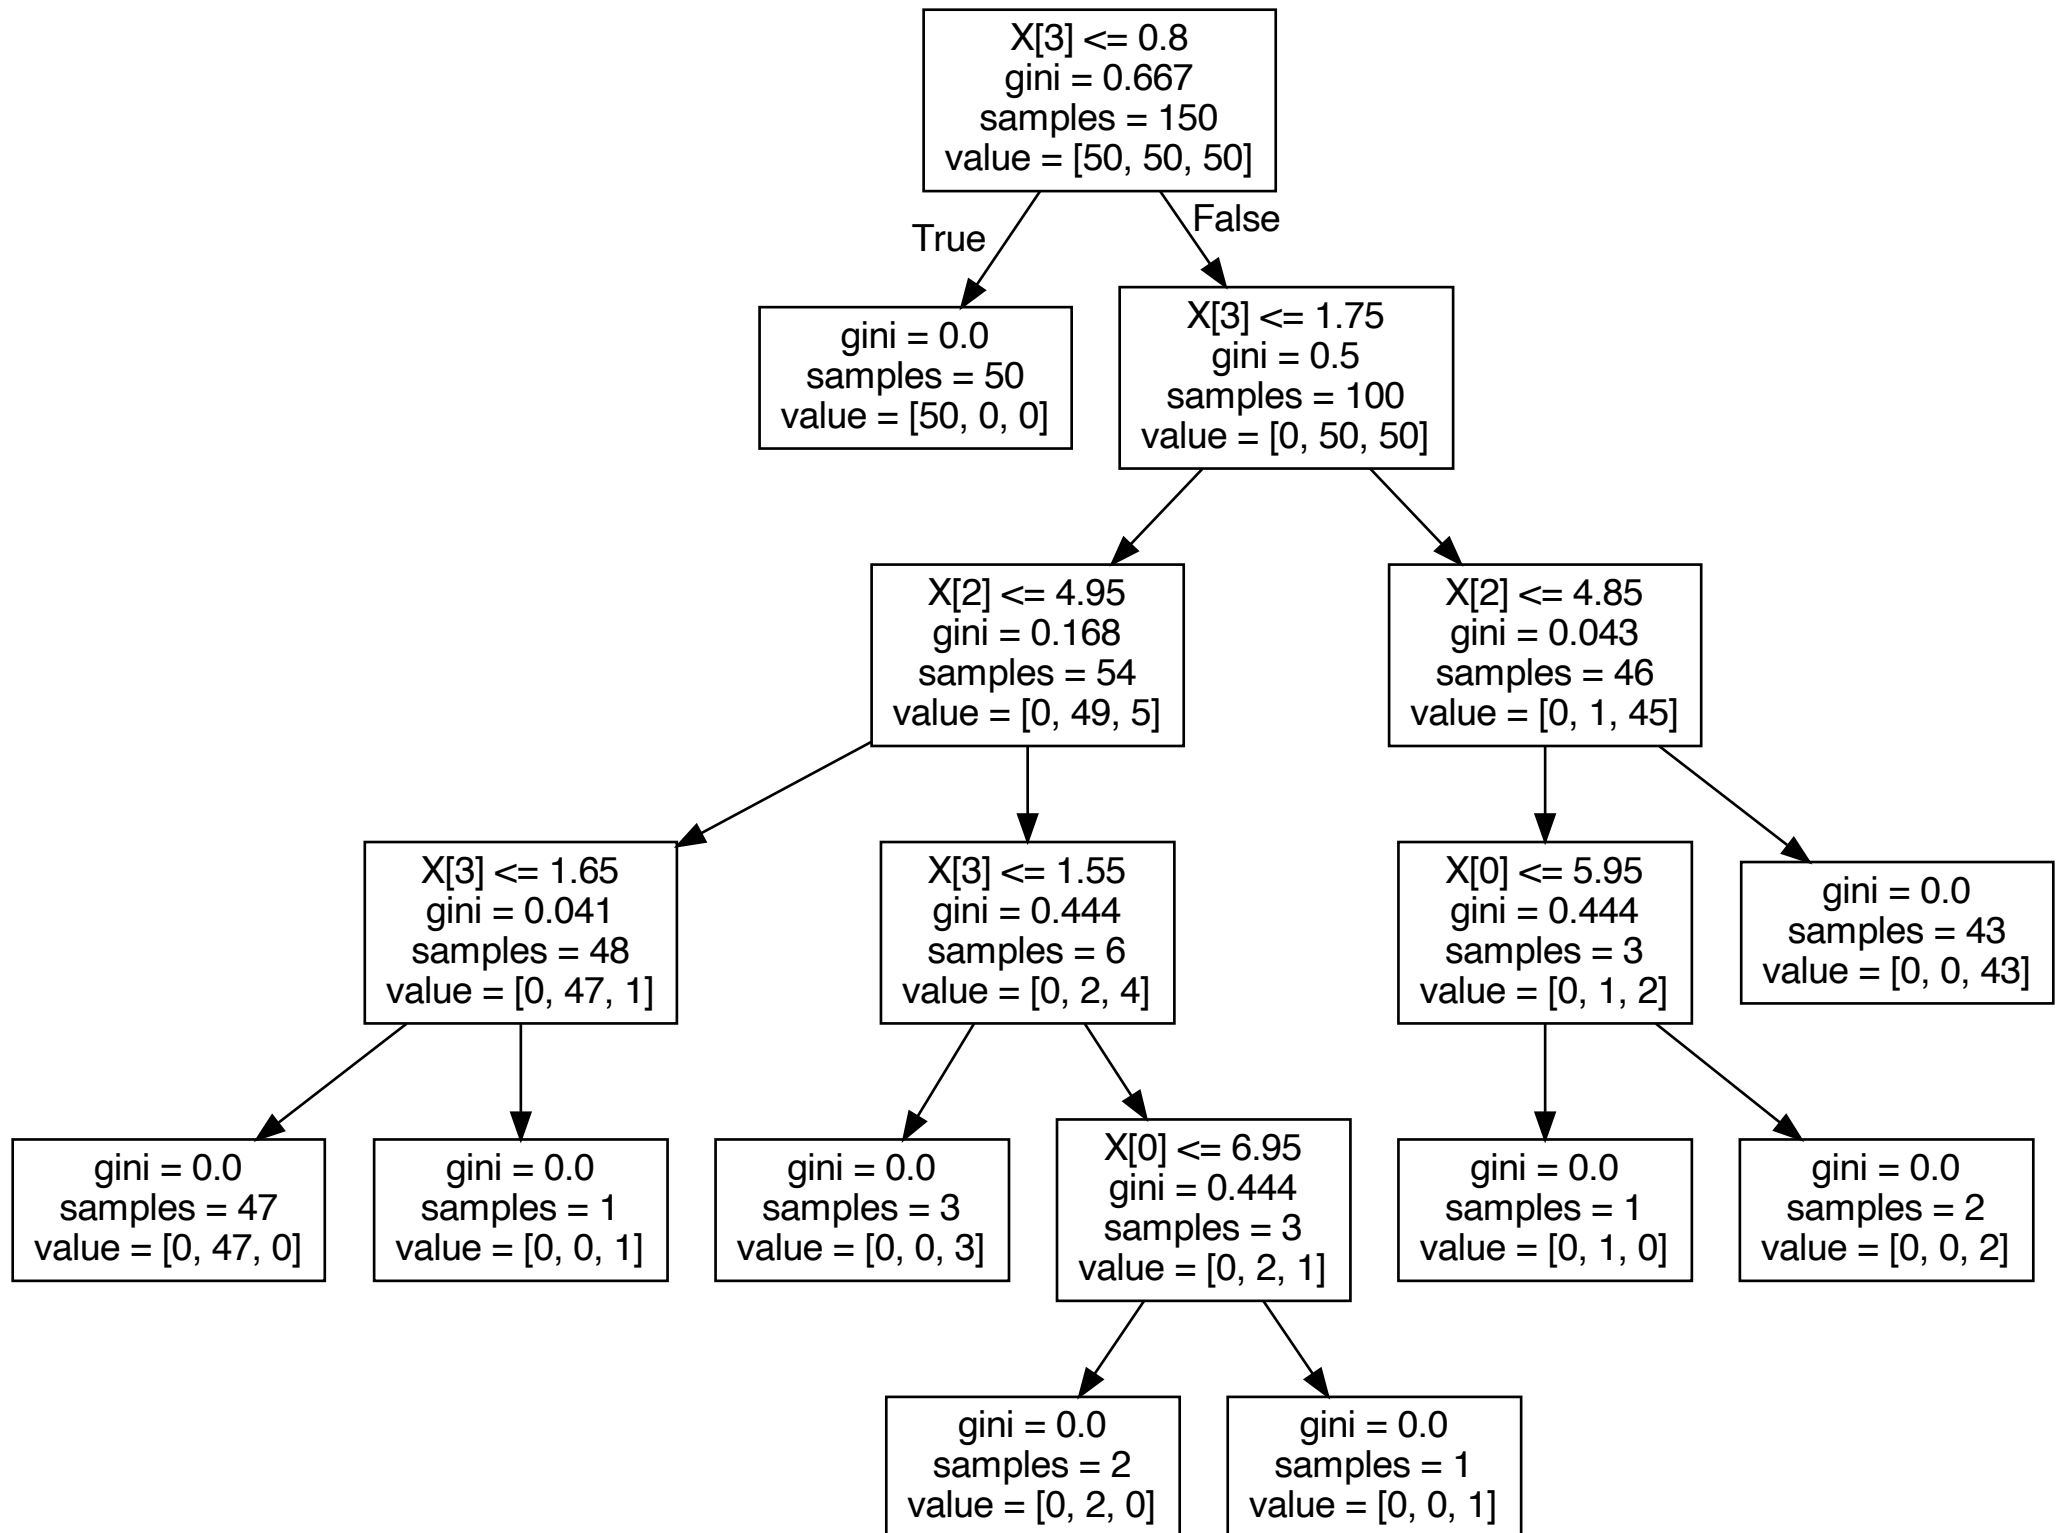 X[3] <= 0.8
gini = 0.667
samples = 150
value = [50, 50, 50]
True
False
gini = 0.0
samples = 50
value = [50, 0, 0]
X[3] <= 1.75
gini = 0.5
samples = 100
value = [0, 50, 50]
X[2] <= 4.95
gini = 0.168
samples = 54
value = [0, 49, 5]
X[2] <= 4.85
gini = 0.043
samples = 46
value = [0, 1, 45]
X[3] <= 1.65
gini = 0.041
samples = 48
value = [0, 47, 1]
X[3] <= 1.55
gini = 0.444
samples = 6
value = [0, 2, 4]
X[0] <= 5.95
gini = 0.444
samples = 3
value = [0, 1, 2]
gini = 0.0
samples = 43
value = [0, 0, 43]
gini = 0.0
samples = 47
value = [0, 47, 0]
gini = 0.0
samples = 1
value = [0, 0, 1]
gini = 0.0
samples = 3
value = [0, 0, 3]
X[0] <= 6.95
gini = 0.444
samples = 3
value = [0, 2, 1]
gini = 0.0
samples = 1
value = [0, 1, 0]
gini = 0.0
samples = 2
value = [0, 0, 2]
gini = 0.0
samples = 2
value = [0, 2, 0]
gini = 0.0
samples = 1
value = [0, 0, 1]